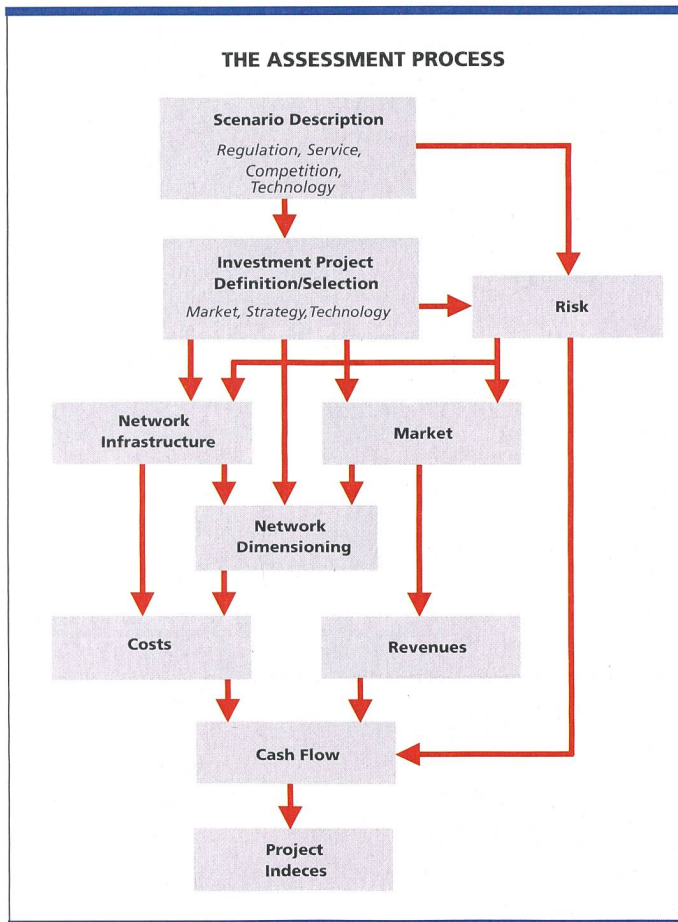 THE ASSESSMENT PROCESS
Scenario Description
Regulation, Service,
Competition,
Technology
Investment Project
Definition/Selection
Market, Strategy,Technology
Risk
Network
Infrastructure
Market
Network
Dimensioning
Costs
Revenues
Cash Flow
Project
Indeces